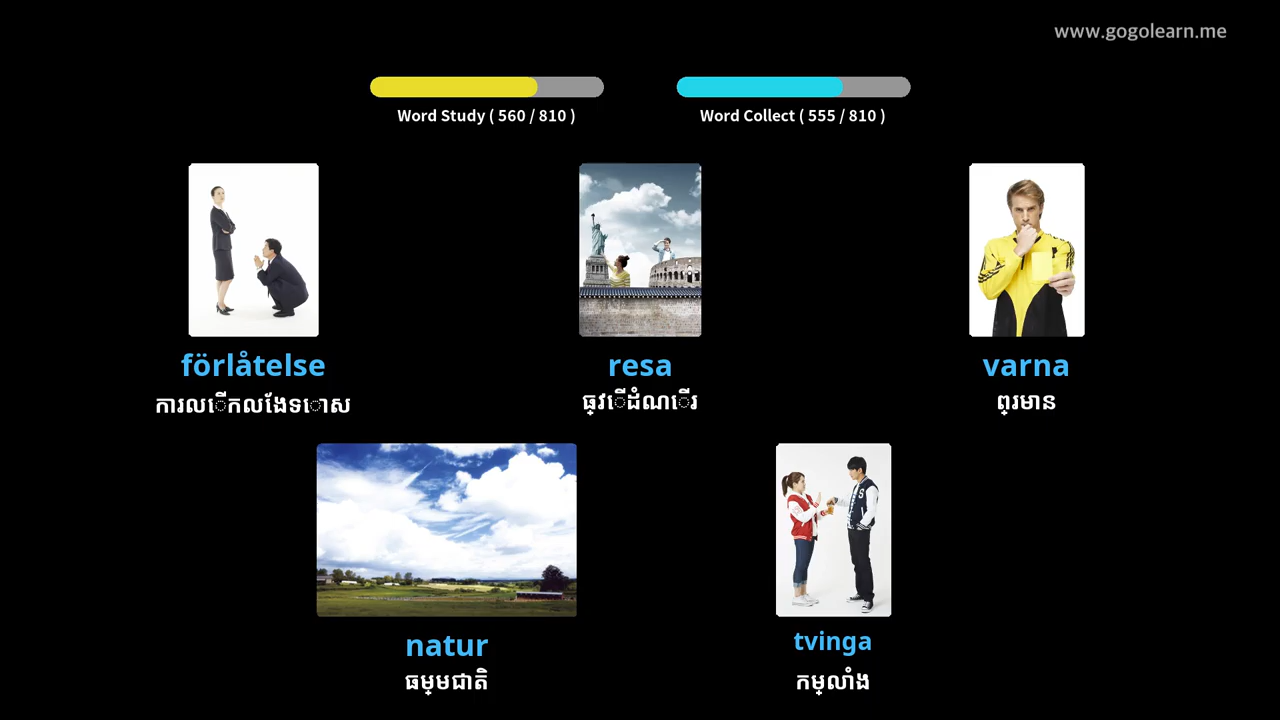 www.gogolearn.me
Word Study ( 560 / 810 )
Word Collect ( 555 / 810 )
förlåtelse
ការលើកលែងទោស
resa
ធ្វើដំណើរ
varna
ព្រមាន
natur
ធម្មជាតិ
tvinga
កម្លាំង